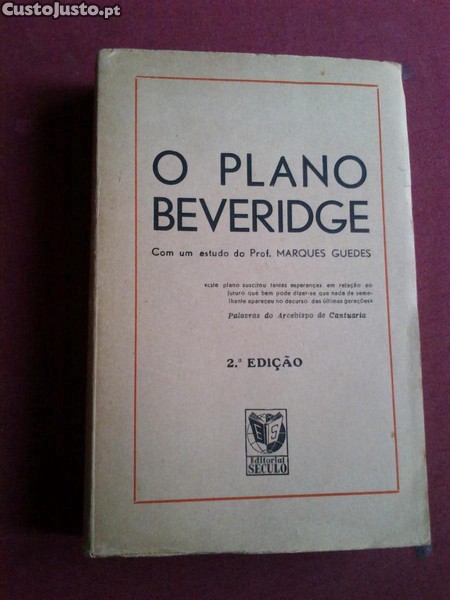 CustoJusto.pt
O PLANO
BEVERIDGE
Com um estudo do Prof. MARQUES GUEDES
«Este plano suscitou tantas esperanças em relação ao
futuro que bem pode dizer-se que nada de seme-
lhante apareceu no decurso das últimas gerações»
Palavras do Arcebispo de Cantuaria
2.ª EDIÇÃO
E S
Editorial
SÉCULO